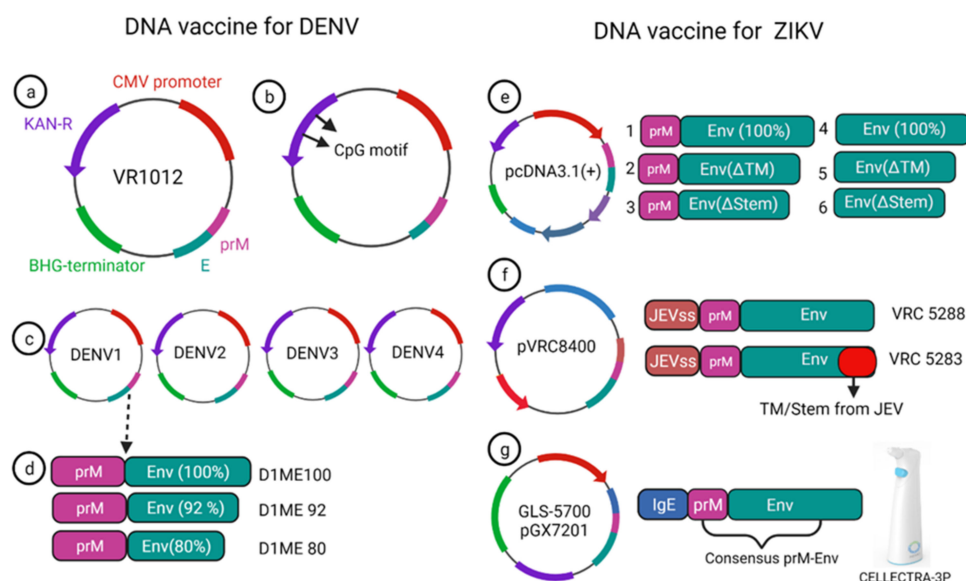 DNA vaccine for DENV
DNA vaccine for ZIKV
a
CMV promoter
KAN-R
VR1012
BHG-terminator
E
prM
b
CpG motif
c
DENV1
DENV2
DENV3
DENV4
d
prM Env (100%) D1ME100
prM Env (92 %) D1ME 92
prM Env(80%) D1ME 80
e
pcDNA3.1(+)
1 prM Env (100%)
2 prM Env(ΔTM)
3 prM Env(ΔStem)
4 Env (100%)
5 Env(ΔTM)
6 Env(ΔStem)
f
pVRC8400
JEVss prM Env VRC 5288
JEVss prM Env VRC 5283
TM/Stem from JEV
g
GLS-5700
pGX7201
IgE prM Env
Consensus prM-Env
CELLECTRA-3P